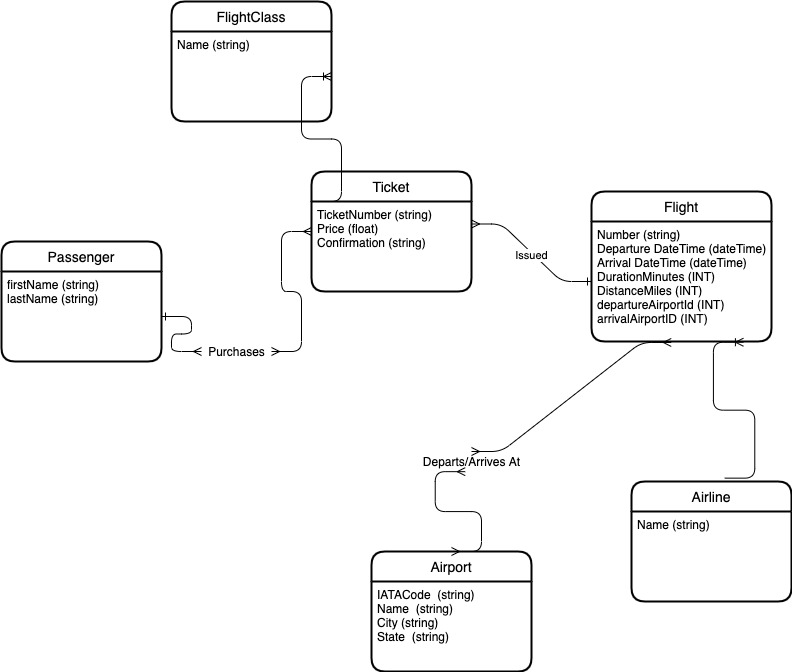 FlightClass
Name (string)
Ticket
TicketNumber (string)
Price (float)
Confirmation (string)
Flight
Number (string)
Departure DateTime (dateTime)
Arrival DateTime (dateTime)
DurationMinutes (INT)
DistanceMiles (INT)
departureAirportId (INT)
arrivalAirportID (INT)
Issued
Passenger
firstName (string)
lastName (string)
Purchases
Departs/Arrives At
Airline
Name (string)
Airport
IATACode (string)
Name (string)
City (string)
State (string)